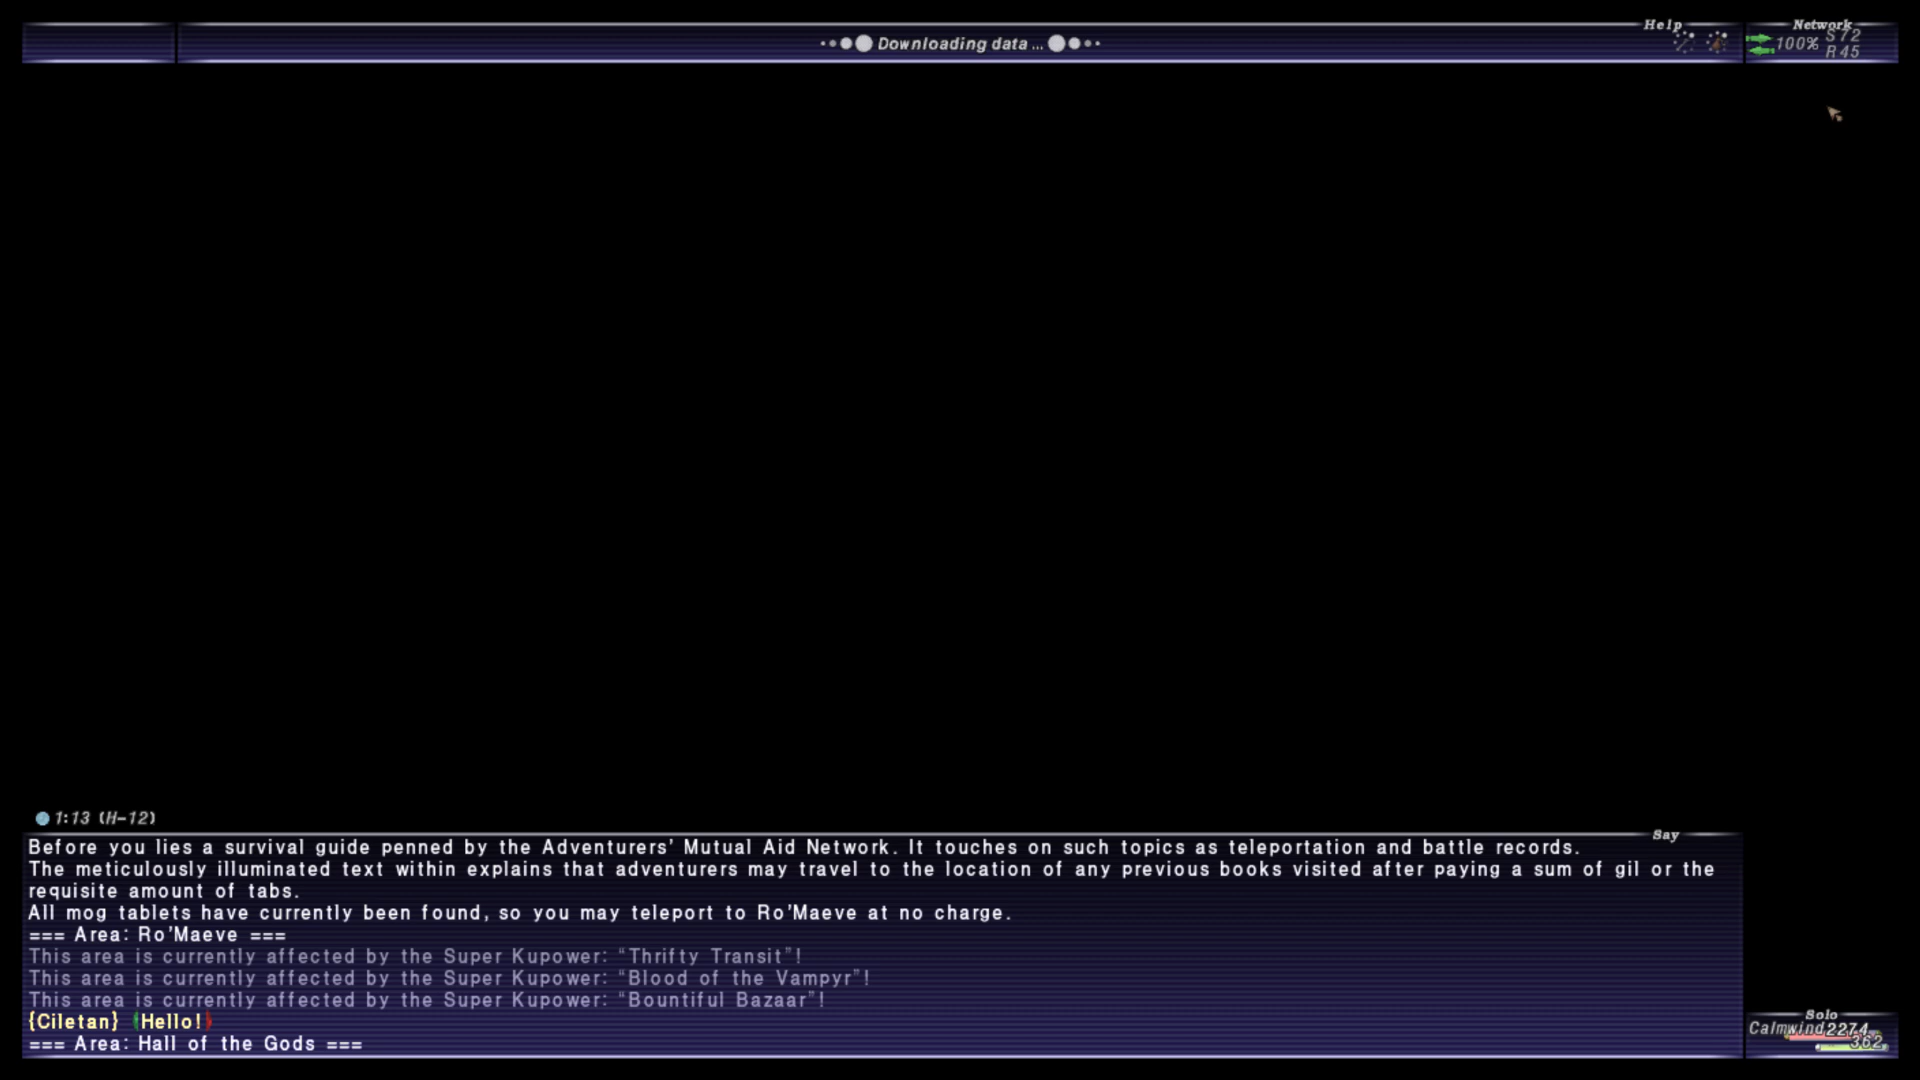 Help
Network
Downloading data ...
100% S 72
R 45
1:13 (H-12)
Say
Before you lies a survival guide penned by the Adventurers' Mutual Aid Network. It touches on such topics as teleportation and battle records.
The meticulously illuminated text within explains that adventurers may travel to the location of any previous books visited after paying a sum of gil or the
requisite amount of tabs.
All mog tablets have currently been found, so you may teleport to Ro'Maeve at no charge.
=== Area: Ro'Maeve ===
This area is currently affected by the Super Kupower: “Thrifty Transit”!
This area is currently affected by the Super Kupower: “Blood of the Vampyr”!
This area is currently affected by the Super Kupower: “Bountiful Bazaar”!
{Ciletan} (Hello!)
=== Area: Hall of the Gods ===
Solo
Calmwind 2274
362